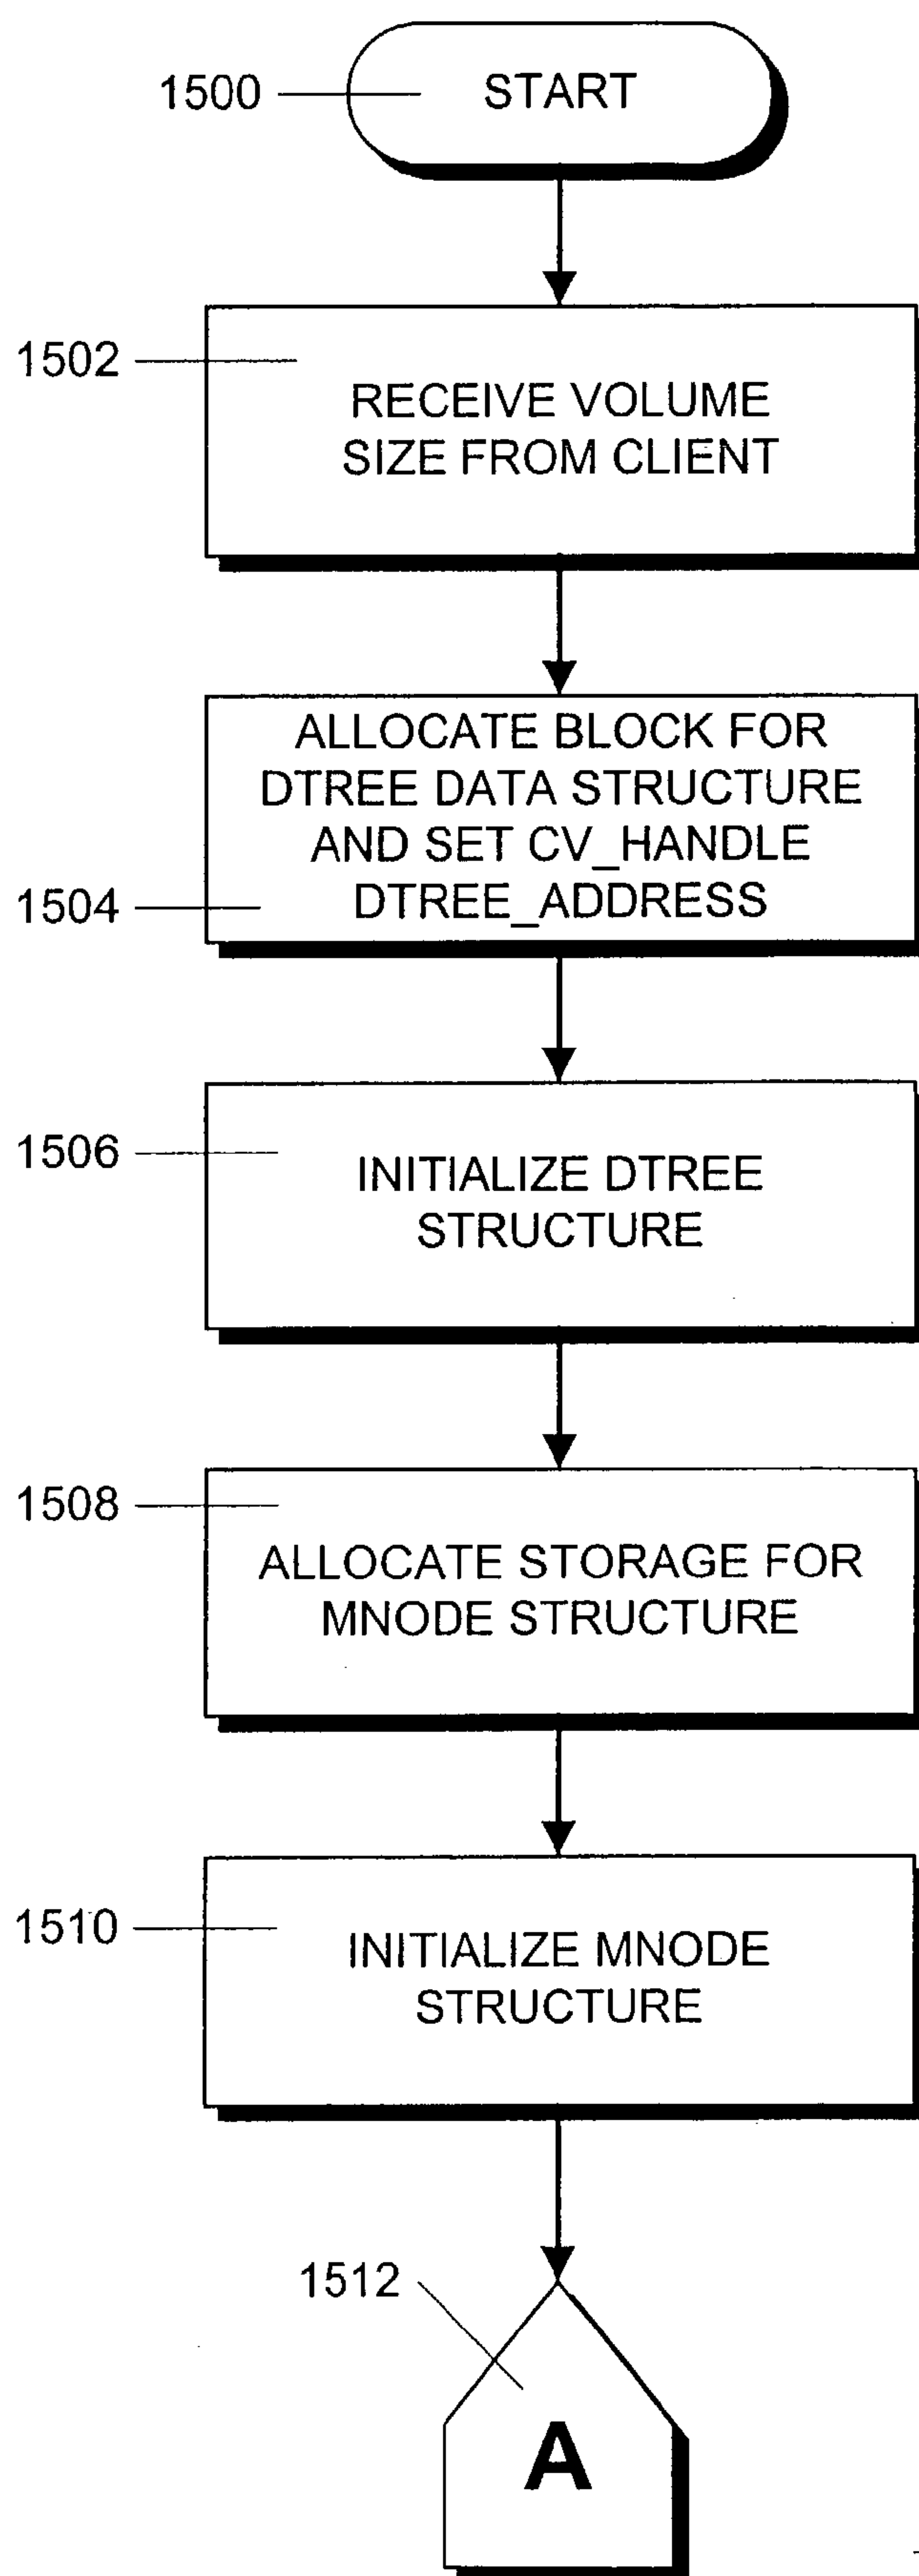 1500
START
1502
RECEIVE VOLUME
SIZE FROM CLIENT
ALLOCATE BLOCK FOR
DTREE DATA STRUCTURE
AND SET CV_HANDLE
DTREE_ADDRESS
1504
1506
INITIALIZE DTREE
STRUCTURE
1508
ALLOCATE STORAGE FOR
MNODE STRUCTURE
1510
INITIALIZE MNODE
STRUCTURE
1512
A